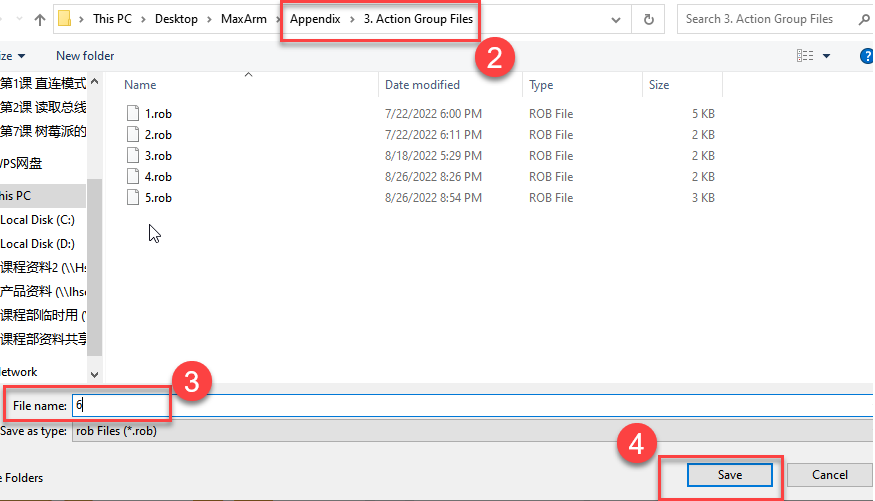 This PC > Desktop > MaxArm > Appendix > 3. Action Group Files
Search 3. Action Group Files
2
New folder
?
第1课 直连模式
第2课 读取总线
第7课 树莓派的
WPS网盘
This PC
Local Disk (C:)
Local Disk (D:)
课程资料2 (\\Hs
产品资料 (\\lhsc
课程部临时用 (\
课程部资料共享
Network
Name Date modified Type Size
1.rob 7/22/2022 6:00 PM ROB File 5 KB
2.rob 7/22/2022 6:11 PM ROB File 2 KB
3.rob 8/18/2022 5:29 PM ROB File 2 KB
4.rob 8/26/2022 8:26 PM ROB File 2 KB
5.rob 8/26/2022 8:54 PM ROB File 3 KB
3
File name: 6
Save as type: rob Files (*.rob)
4
Folders
Save
Cancel